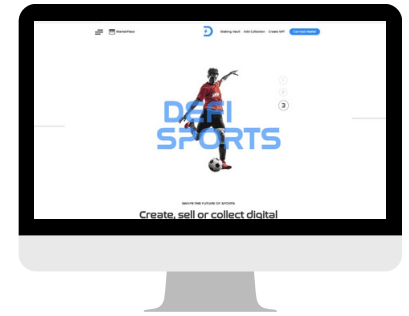 MarketPlace
Staking Vault Add Collection Create NFT Connect Wallet
DEFI
SPORTS
1
2
3
SHAPE THE FUTURE OF SPORTS
Create, sell or collect digital